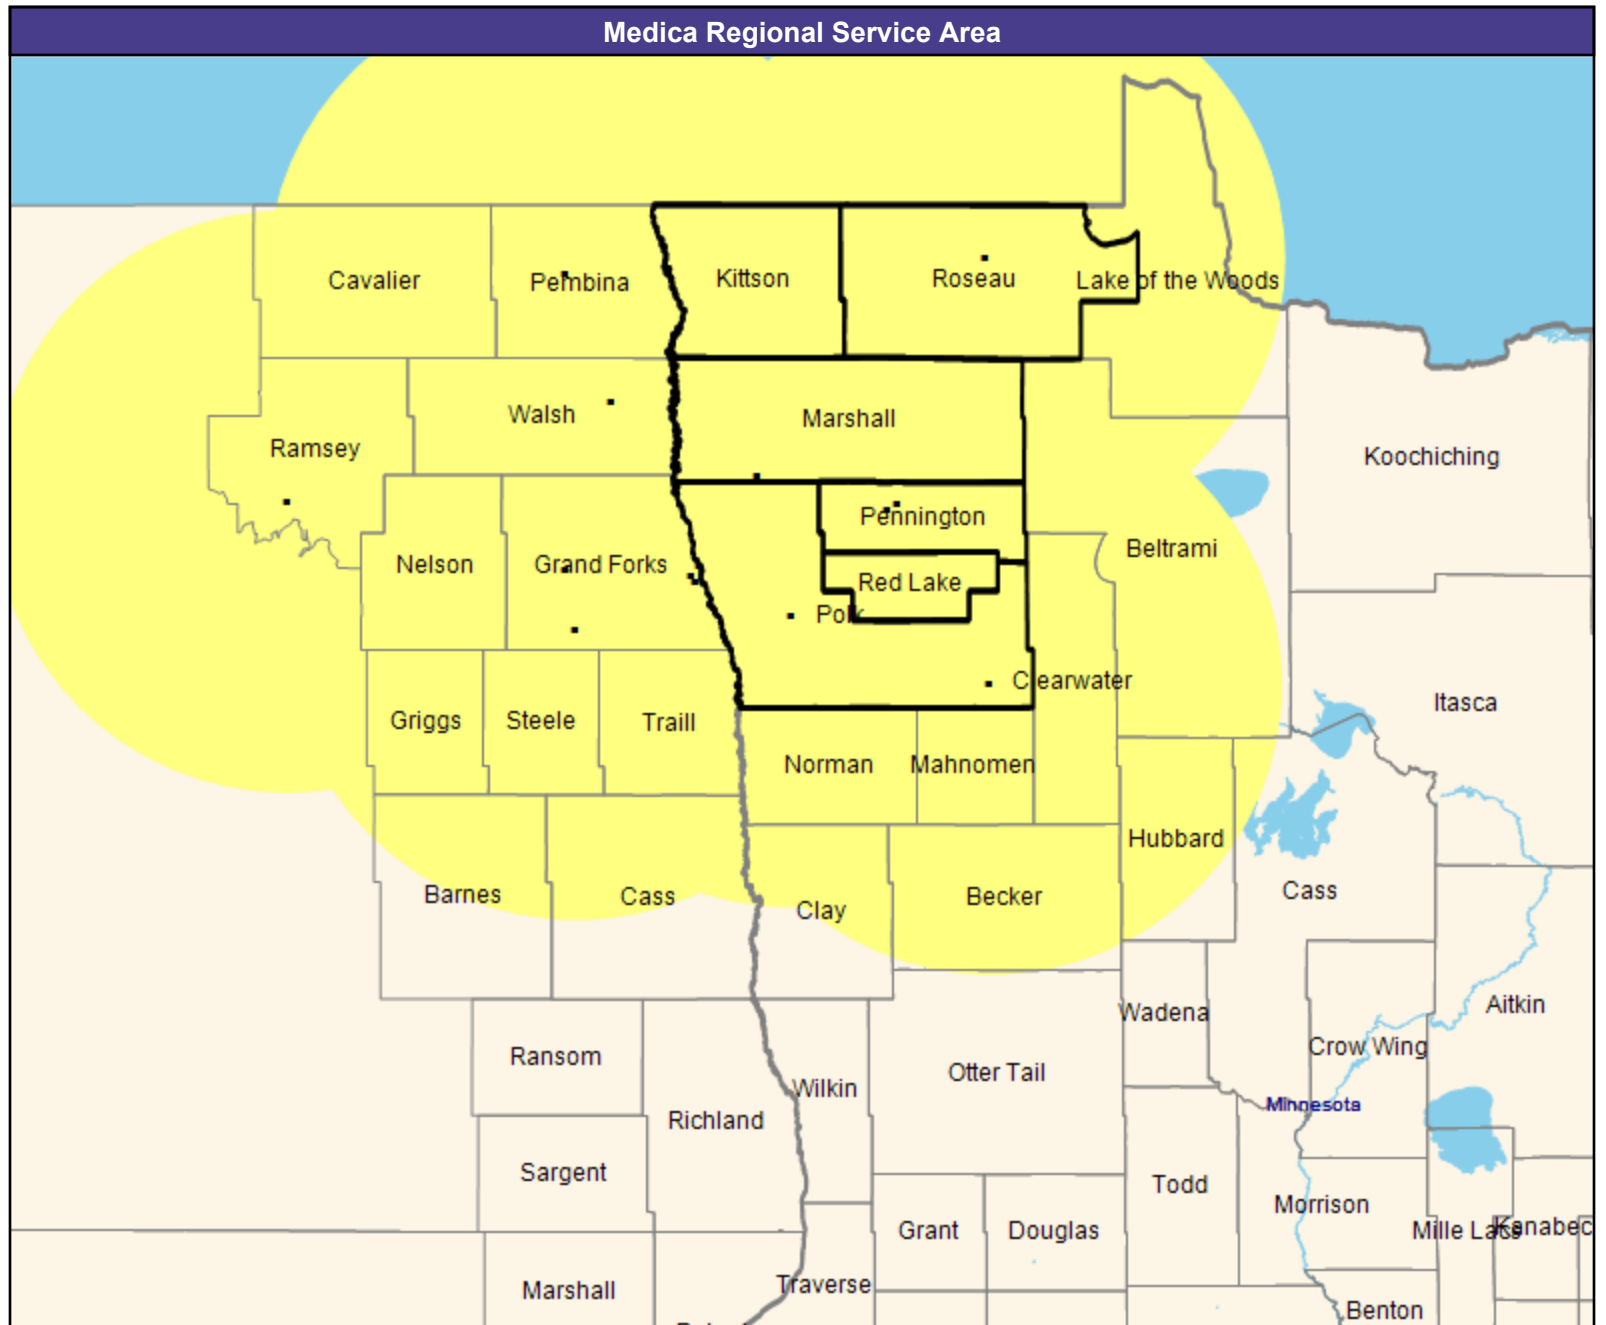 Medica Regional Service Area
Cavalier
Pembina
Kittson
Roseau
Lake of the Woods
Walsh
Marshall
Ramsey
Koochiching
Pennington
Beltrami
Nelson
Grand Forks
Red Lake
Polk
Clearwater
Itasca
Griggs
Steele
Traill
Norman
Mahnomen
Hubbard
Barnes
Cass
Clay
Becker
Cass
Wadena
Aitkin
Ransom
Crow Wing
Otter Tail
Wilkin
Minnesota
Richland
Sargent
Todd
Morrison
Grant
Douglas
Mille Lacs
Kanabec
Marshall
Traverse
Benton